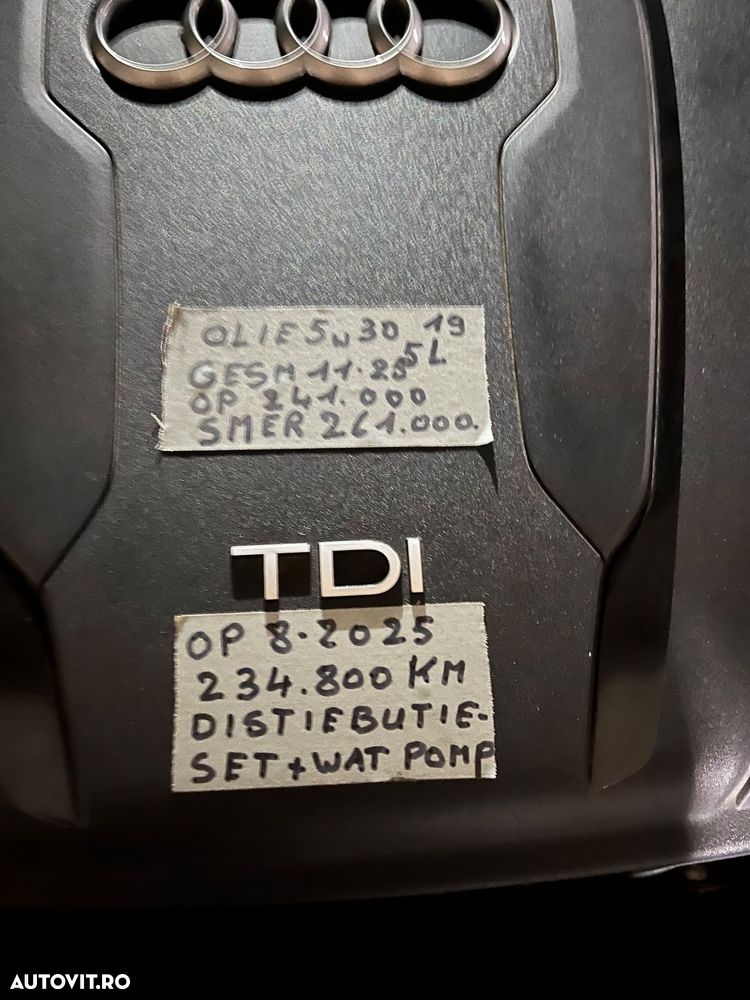 OLIE 5W30 19
5L
GESM 11.25
OP 241.000
SMER 261.000.
TDI
OP 8.2025
234.800 KM
DISTIEBUTIE-
SET + WAT POMP
AUTOVIT.RO